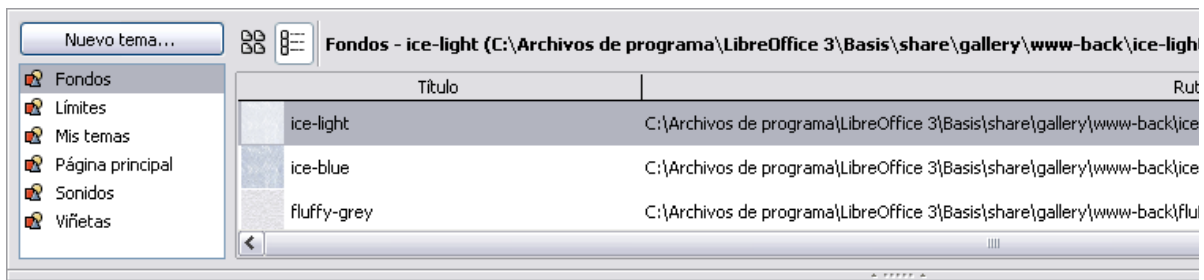 Nuevo tema...
Fondos - ice-light (C:\Archivos de programa\LibreOffice 3\Basis\share\gallery\www-back\ice-ligh
Fondos
Límites
Mis temas
Página principal
Sonidos
Viñetas
Título Rut
ice-light C:\Archivos de programa\LibreOffice 3\Basis\share\gallery\www-back\ice
ice-blue C:\Archivos de programa\LibreOffice 3\Basis\share\gallery\www-back\ice
fluffy-grey C:\Archivos de programa\LibreOffice 3\Basis\share\gallery\www-back\flu